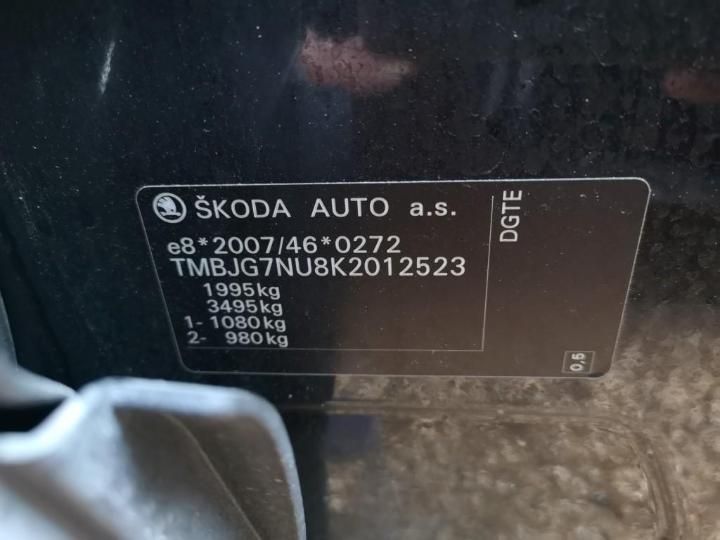 ŠKODA AUTO a.s.
e8*2007/46*0272
TMBJG7NU8K2012523
1995kg
3495kg
1- 1080kg
2- 980kg
DGTE
0,5